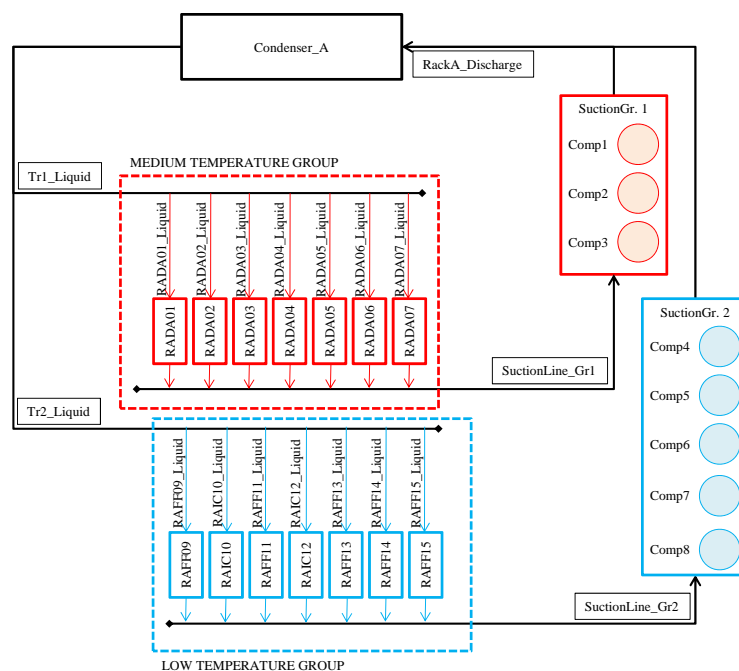 Condenser_A
RackA_Discharge
SuctionGr. 1
Comp1
Comp2
Comp3
Tr1_Liquid
MEDIUM TEMPERATURE GROUP
RADA01_Liquid
RADA02_Liquid
RADA03_Liquid
RADA04_Liquid
RADA05_Liquid
RADA06_Liquid
RADA07_Liquid
RADA01
RADA02
RADA03
RADA04
RADA05
RADA06
RADA07
SuctionLine_Gr1
SuctionGr. 2
Comp4
Comp5
Comp6
Comp7
Comp8
Tr2_Liquid
RAFF09_Liquid
RAIC10_Liquid
RAFF11_Liquid
RAIC12_Liquid
RAFF13_Liquid
RAFF14_Liquid
RAFF15_Liquid
RAFF09
RAIC10
RAFF11
RAIC12
RAFF13
RAFF14
RAFF15
SuctionLine_Gr2
LOW TEMPERATURE GROUP